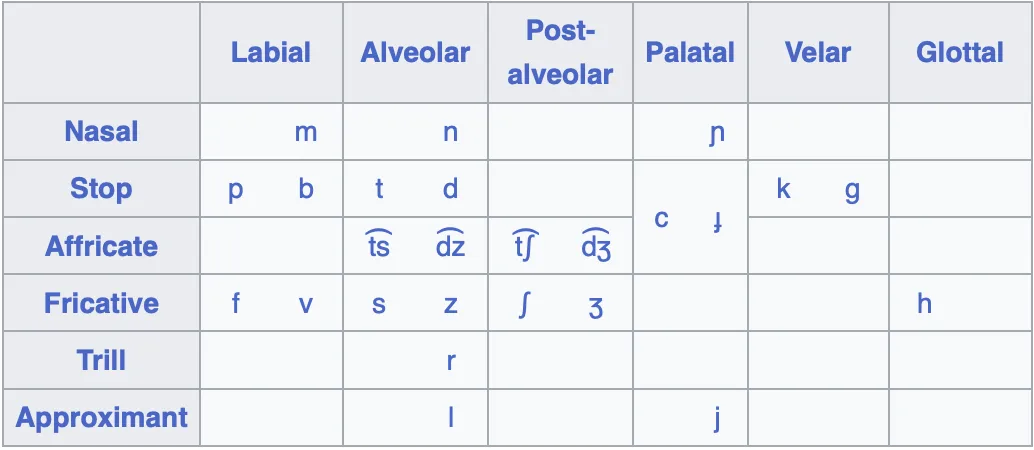 Labial Alveolar Post-alveolar Palatal Velar Glottal
Nasal m n ɲ
Stop p b t d c ɟ k ɡ
Affricate t͡s d͡z t͡ʃ d͡ʒ
Fricative f v s z ʃ ʒ h
Trill r
Approximant l j